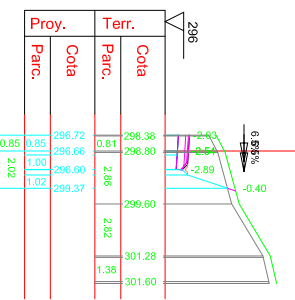 Proy. Terr.
296
Parc. Cota Parc. Cota
0.85 0.85 296.72 0.81 298.38 -2.03
296.66 298.80 -2.54
2.02 1.00 296.60 2.86 -2.89
1.02 299.37 -0.40
299.60
2.82
301.28
1.38
301.60